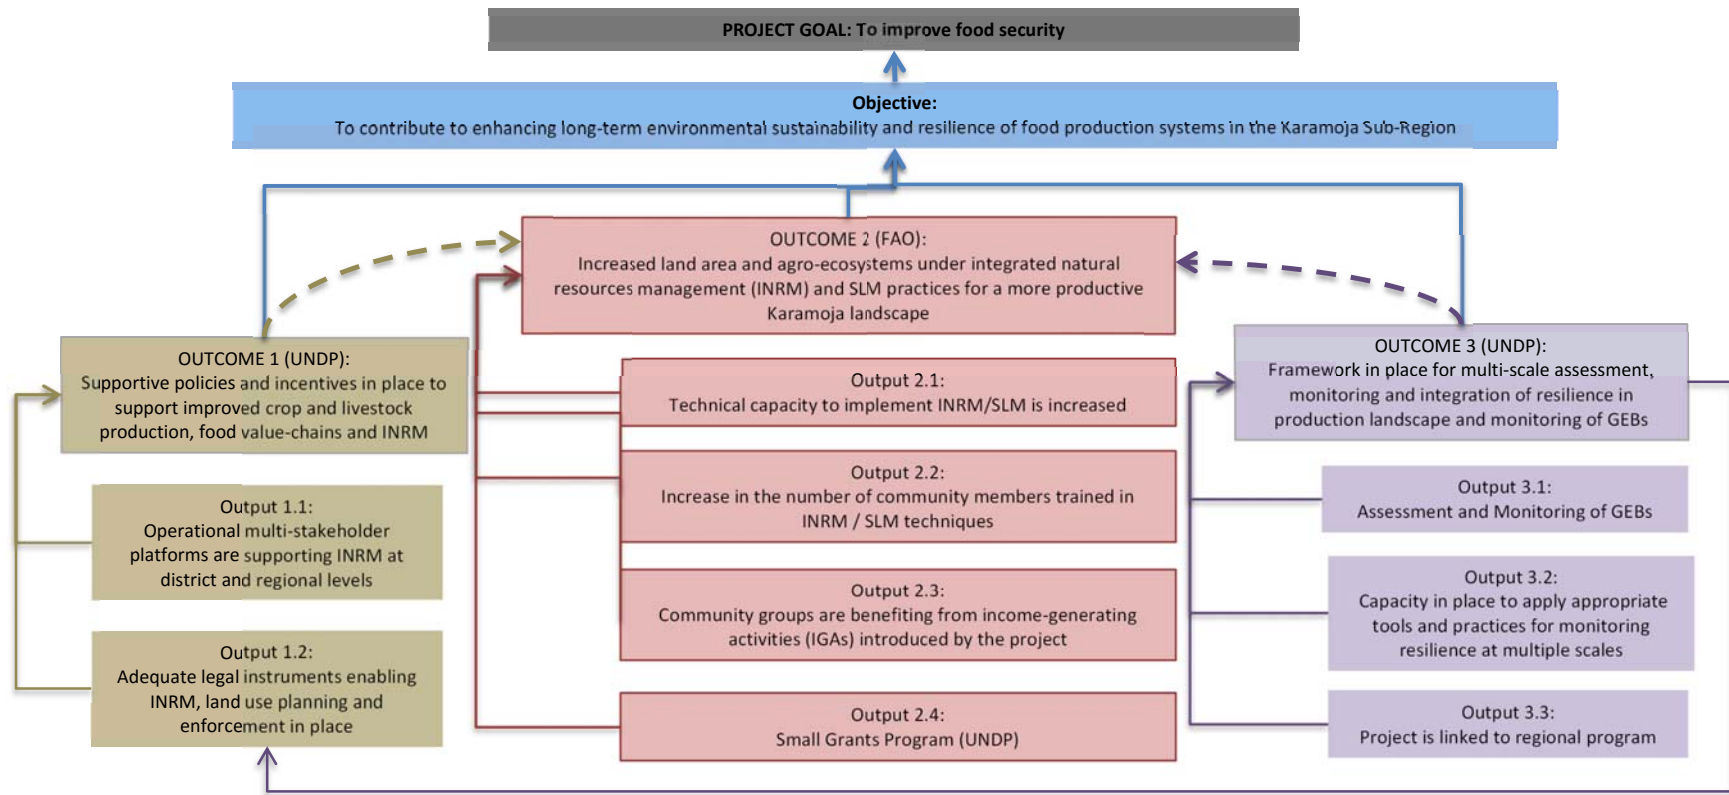 PROJECT GOAL: To improve food security
Objective:
To contribute to enhancing long-term environmental sustainability and resilience of food production systems in the Karamoja Sub-Region
OUTCOME 2 (FAO):
Increased land area and agro-ecosystems under integrated natural
resources management (INRM) and SLM practices for a more productive
Karamoja landscape
OUTCOME 1 (UNDP):
Supportive policies and incentives in place to
support improved crop and livestock
production, food value-chains and INRM
Output 1.1:
Operational multi-stakeholder
platforms are supporting INRM at
district and regional levels
Output 1.2:
Adequate legal instruments enabling
INRM, land use planning and
enforcement in place
Output 2.1:
Technical capacity to implement INRM/SLM is increased
Output 2.2:
Increase in the number of community members trained in
INRM / SLM techniques
Output 2.3:
Community groups are benefiting from income-generating
activities (IGAs) introduced by the project
Output 2.4:
Small Grants Program (UNDP)
OUTCOME 3 (UNDP):
Framework in place for multi-scale assessment,
monitoring and integration of resilience in
production landscape and monitoring of GEBs
Output 3.1:
Assessment and Monitoring of GEBs
Output 3.2:
Capacity in place to apply appropriate
tools and practices for monitoring
resilience at multiple scales
Output 3.3:
Project is linked to regional program